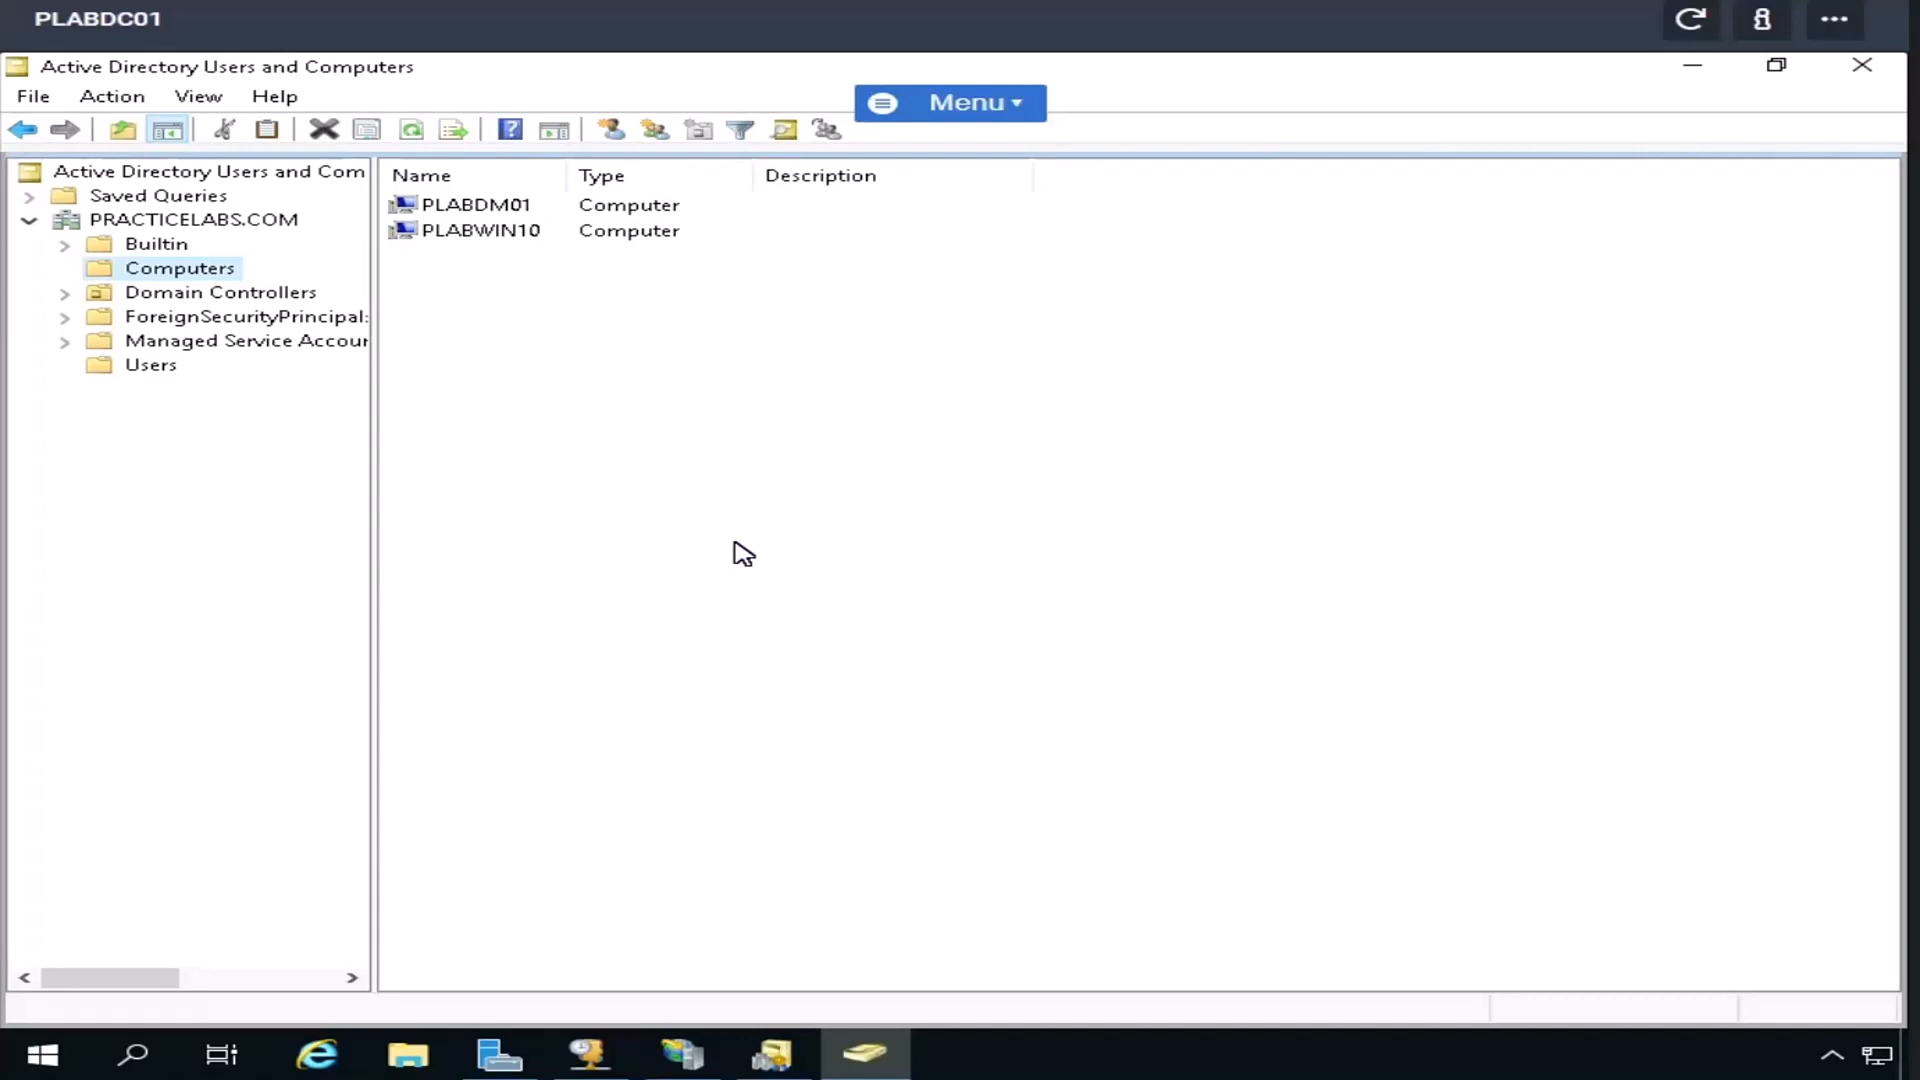 PLABDC01
Active Directory Users and Computers
File Action View Help
Menu
Active Directory Users and Com
Saved Queries
PRACTICELABS.COM
Builtin
Computers
Domain Controllers
ForeignSecurityPrincipal:
Managed Service Accour
Users
Name Type Description
PLABDM01 Computer
PLABWIN10 Computer